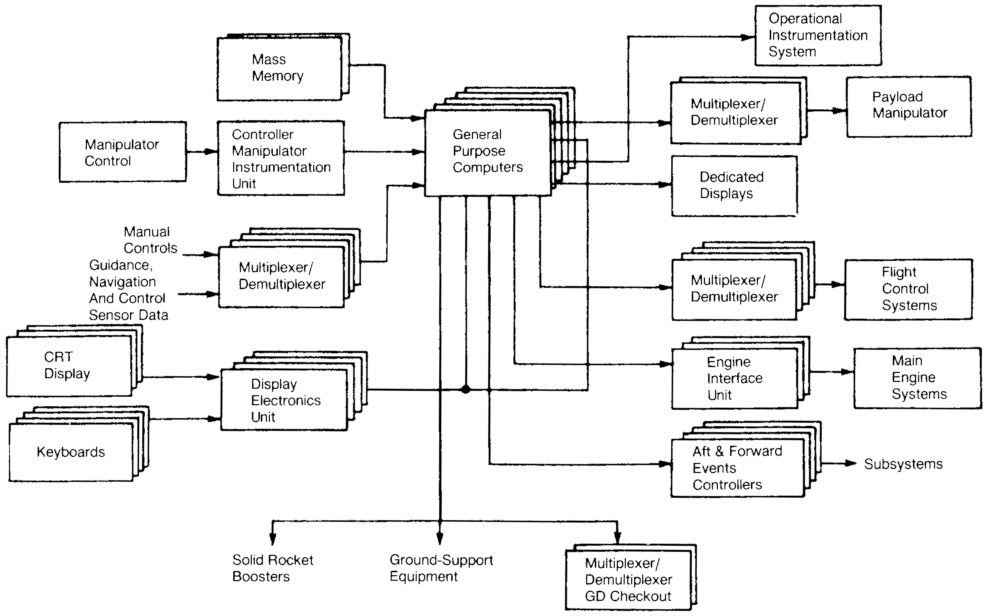 Operational
Instrumentation
System
Mass
Memory
Multiplexer/
Demultiplexer
Payload
Manipulator
General
Purpose
Computers
Manipulator
Control
Controller
Manipulator
Instrumentation
Unit
Dedicated
Displays
Manual
Controls
Guidance,
Navigation
And Control
Sensor Data
Multiplexer/
Demultiplexer
Multiplexer/
Demultiplexer
Flight
Control
Systems
CRT
Display
Display
Electronics
Unit
Engine
Interface
Unit
Main
Engine
Systems
Keyboards
Aft & Forward
Events
Controllers
Subsystems
Solid Rocket
Boosters
Ground-Support
Equipment
Multiplexer/
Demultiplexer
GD Checkout